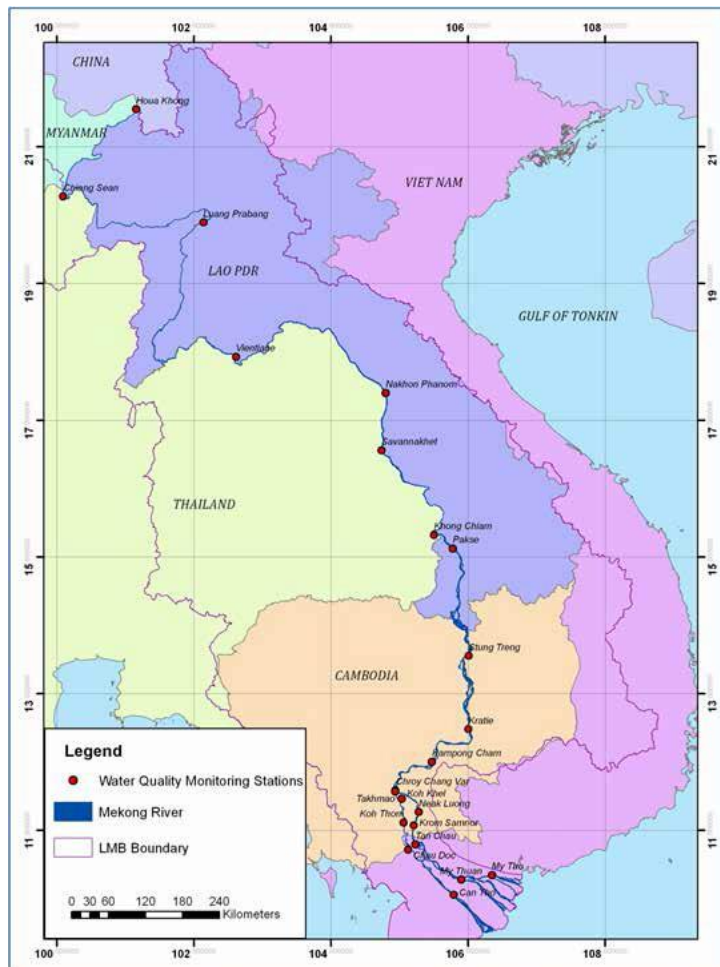 100
102
104
106
108
CHINA
Houa Khong
MYANMAR
21
21
VIET NAM
Chiang Sean
Luang Prabang
LAO PDR
19
19
GULF OF TONKIN
Vientiane
Nakhon Phanom
17
17
Savannakhet
THAILAND
Khong Chiam
Pakse
15
15
Stung Treng
CAMBODIA
13
13
Kratie
Kampong Cham
Chroy Chang Var
Takhmao
Koh Khel
Neak Luong
Koh Thom
Krom Samnor
11
11
Tan Chau
Chau Doc
My Thuan
My Tho
Can Tho
Legend
Water Quality Monitoring Stations
Mekong River
LMB Boundary
0 30 60 120 180 240
Kilometers
100
102
104
106
108